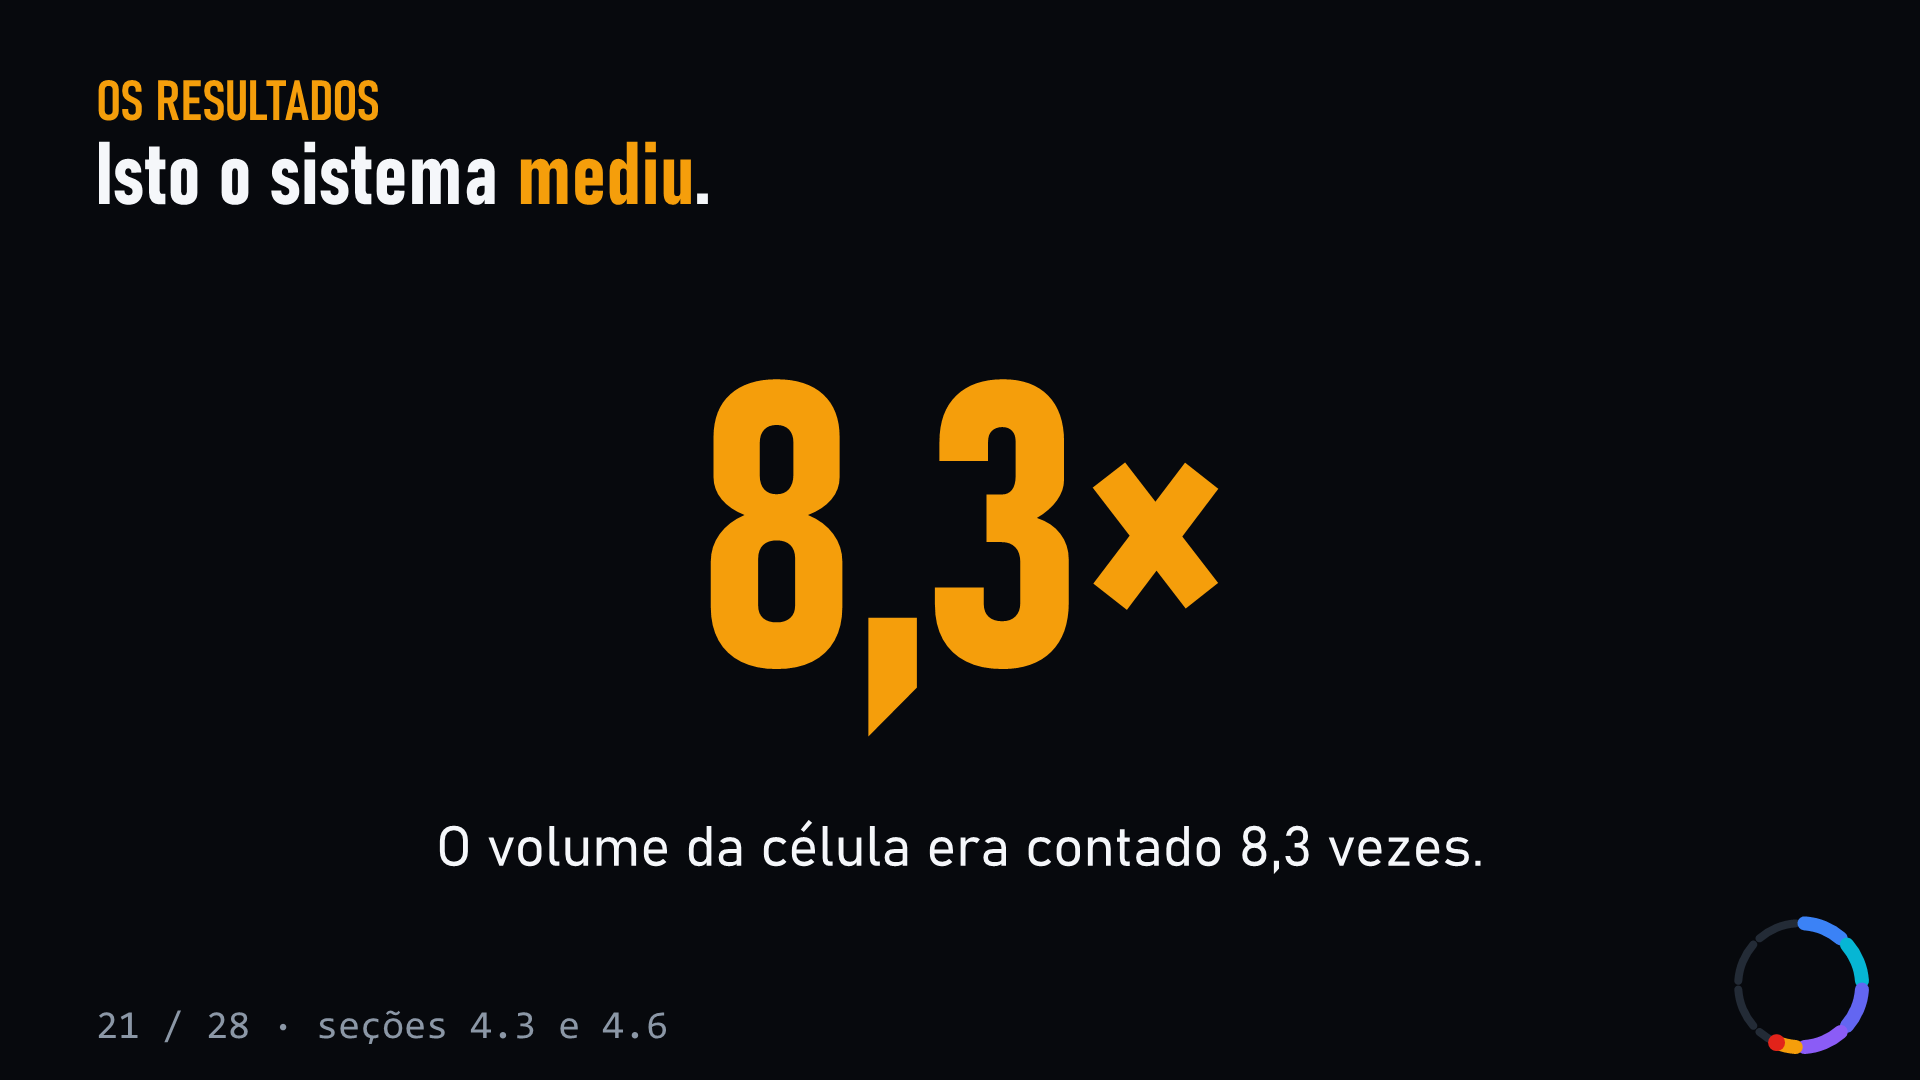 OS RESULTADOS
Isto o sistema mediu.
8,3×
O volume da célula era contado 8,3 vezes.
21 / 28 · seções 4.3 e 4.6